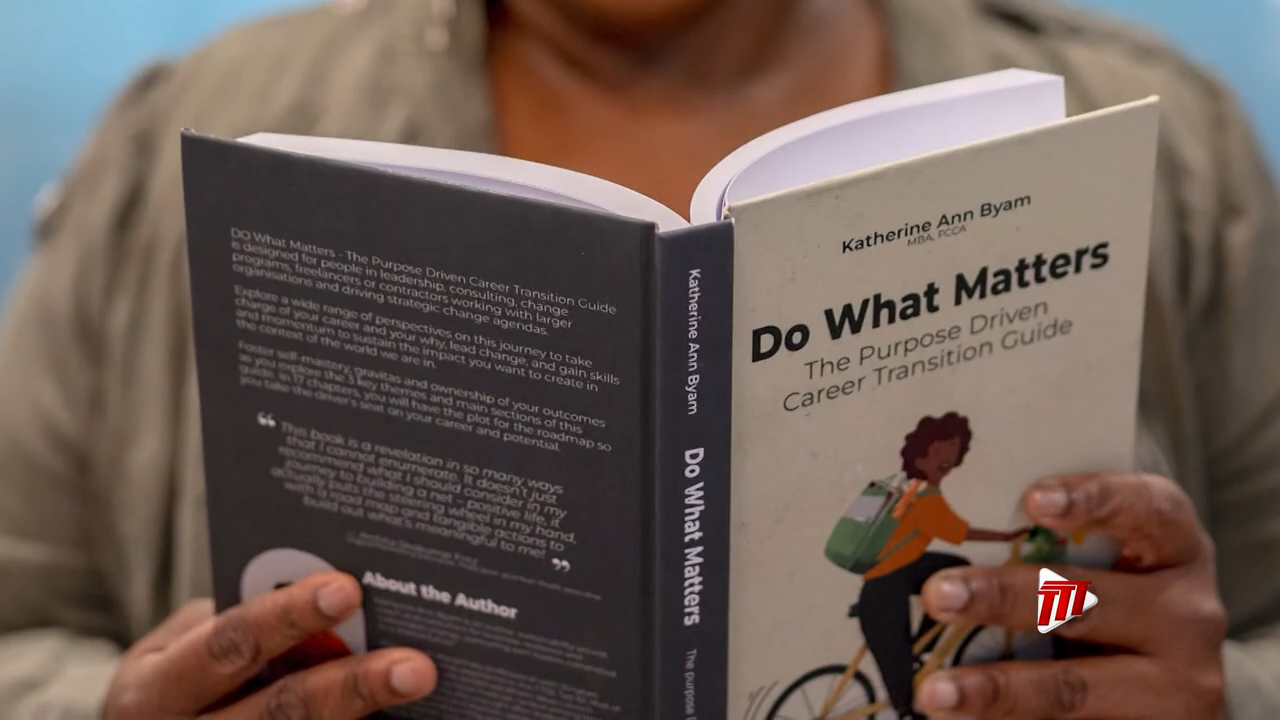 DO What Matters - The Purpose Driven Career Transition Guide
is designed for people in leadership, consulting, change
programs, freelancers or contractors working with larger
organisations and driving strategic change agendas.
Explore a wide range of perspectives on this journey to take
charge of your career and your why, lead change, and gain skills
and momentum to sustain the impact you want to create in
the context of the world we are in.
Foster self-mastery, gravitas and ownership of your outcomes
as you explore the 3 key themes and main sections of this
guide. In 17 chapters, you will have the plot for the roadmap so
you take the driver's seat on your career and potential.
“ This book is a revelation in so many ways
that I cannot enumerate. It doesn't just
recommend what I should consider in my
journey to building a net - positive life, it
actually puts the steering wheel in my hand,
with a road map and tangible actions to
build out what's meaningful to me! ”
About the Author
Katherine Ann Byam Do What Matters The purpose
Katherine Ann Byam
MBA, FCCA
Do What Matters
The Purpose Driven
Career Transition Guide